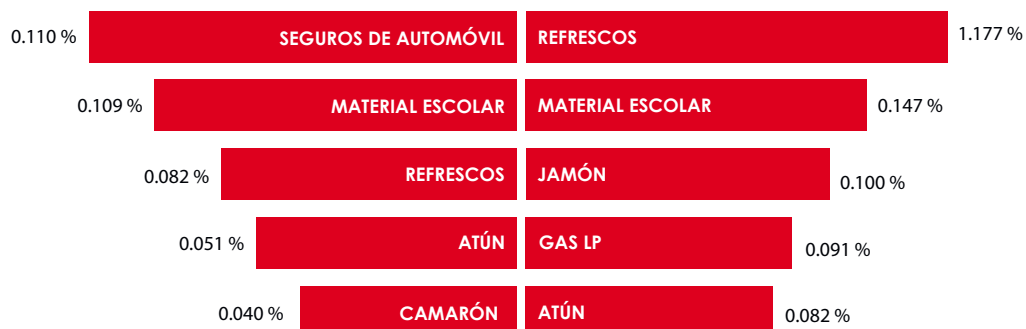 0.110 % SEGUROS DE AUTOMÓVIL REFRESCOS 1.177 %
0.109 % MATERIAL ESCOLAR MATERIAL ESCOLAR 0.147 %
0.082 % REFRESCOS JAMÓN 0.100 %
0.051 % ATÚN GAS LP 0.091 %
0.040 % CAMARÓN ATÚN 0.082 %